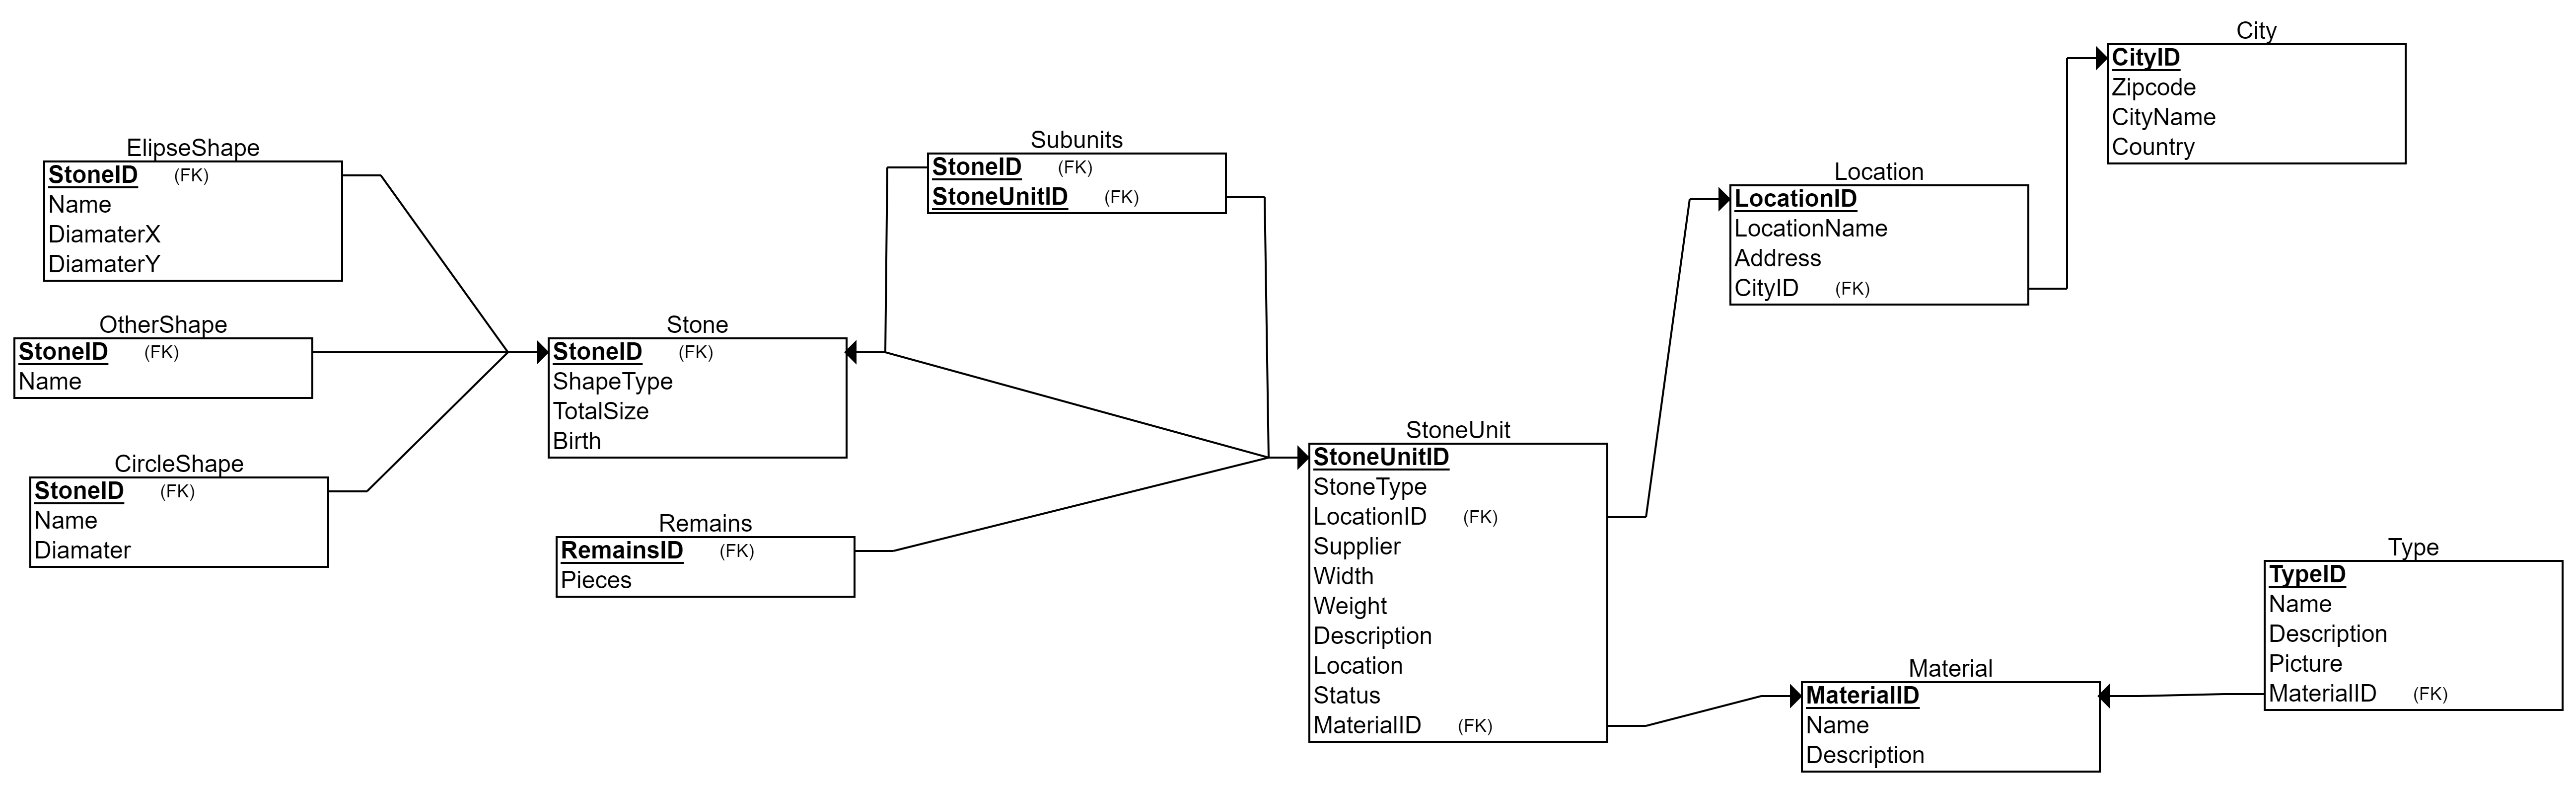 City
CityID
Zipcode
CityName
Country
ElipseShape
StoneID (FK)
Name
DiamaterX
DiamaterY
Subunits
StoneID (FK)
StoneUnitID (FK)
Location
LocationID
LocationName
Address
CityID (FK)
OtherShape
StoneID (FK)
Name
Stone
StoneID (FK)
ShapeType
TotalSize
Birth
CircleShape
StoneID (FK)
Name
Diamater
Remains
RemainsID (FK)
Pieces
StoneUnit
StoneUnitID
StoneType
LocationID (FK)
Supplier
Width
Weight
Description
Location
Status
MaterialID (FK)
Type
TypeID
Name
Description
Picture
MaterialID (FK)
Material
MaterialID
Name
Description